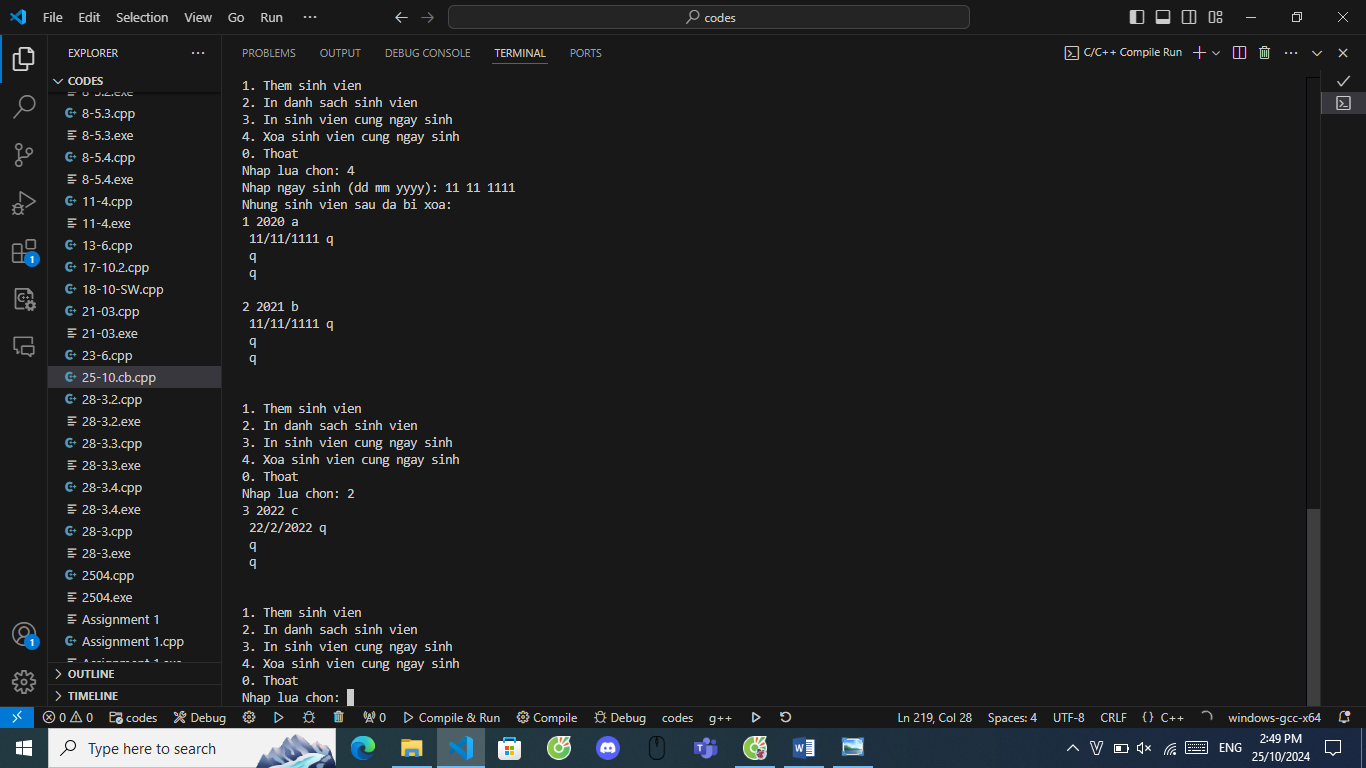 File Edit Selection View Go Run ··· codes
EXPLORER ···
CODES
8-5.2.exe
8-5.3.cpp
8-5.3.exe
8-5.4.cpp
8-5.4.exe
11-4.cpp
11-4.exe
13-6.cpp
17-10.2.cpp
18-10-SW.cpp
21-03.cpp
21-03.exe
23-6.cpp
25-10.cb.cpp
28-3.2.cpp
28-3.2.exe
28-3.3.cpp
28-3.3.exe
28-3.4.cpp
28-3.4.exe
28-3.cpp
28-3.exe
2504.cpp
2504.exe
Assignment 1
Assignment 1.cpp
Assignment 1.exe
OUTLINE
TIMELINE
1
1
PROBLEMS OUTPUT DEBUG CONSOLE TERMINAL PORTS C/C++ Compile Run ···
1. Them sinh vien
2. In danh sach sinh vien
3. In sinh vien cung ngay sinh
4. Xoa sinh vien cung ngay sinh
0. Thoat
Nhap lua chon: 4
Nhap ngay sinh (dd mm yyyy): 11 11 1111
Nhung sinh vien sau da bi xoa:
1 2020 a
11/11/1111 q
q
q
2 2021 b
11/11/1111 q
q
q
1. Them sinh vien
2. In danh sach sinh vien
3. In sinh vien cung ngay sinh
4. Xoa sinh vien cung ngay sinh
0. Thoat
Nhap lua chon: 2
3 2022 c
22/2/2022 q
q
q
1. Them sinh vien
2. In danh sach sinh vien
3. In sinh vien cung ngay sinh
4. Xoa sinh vien cung ngay sinh
0. Thoat
Nhap lua chon:
0 0 codes Debug 0 Compile & Run Compile Debug codes g++ Ln 219, Col 28 Spaces: 4 UTF-8 CRLF {} C++ windows-gcc-x64
Type here to search ENG 2:49 PM
25/10/2024